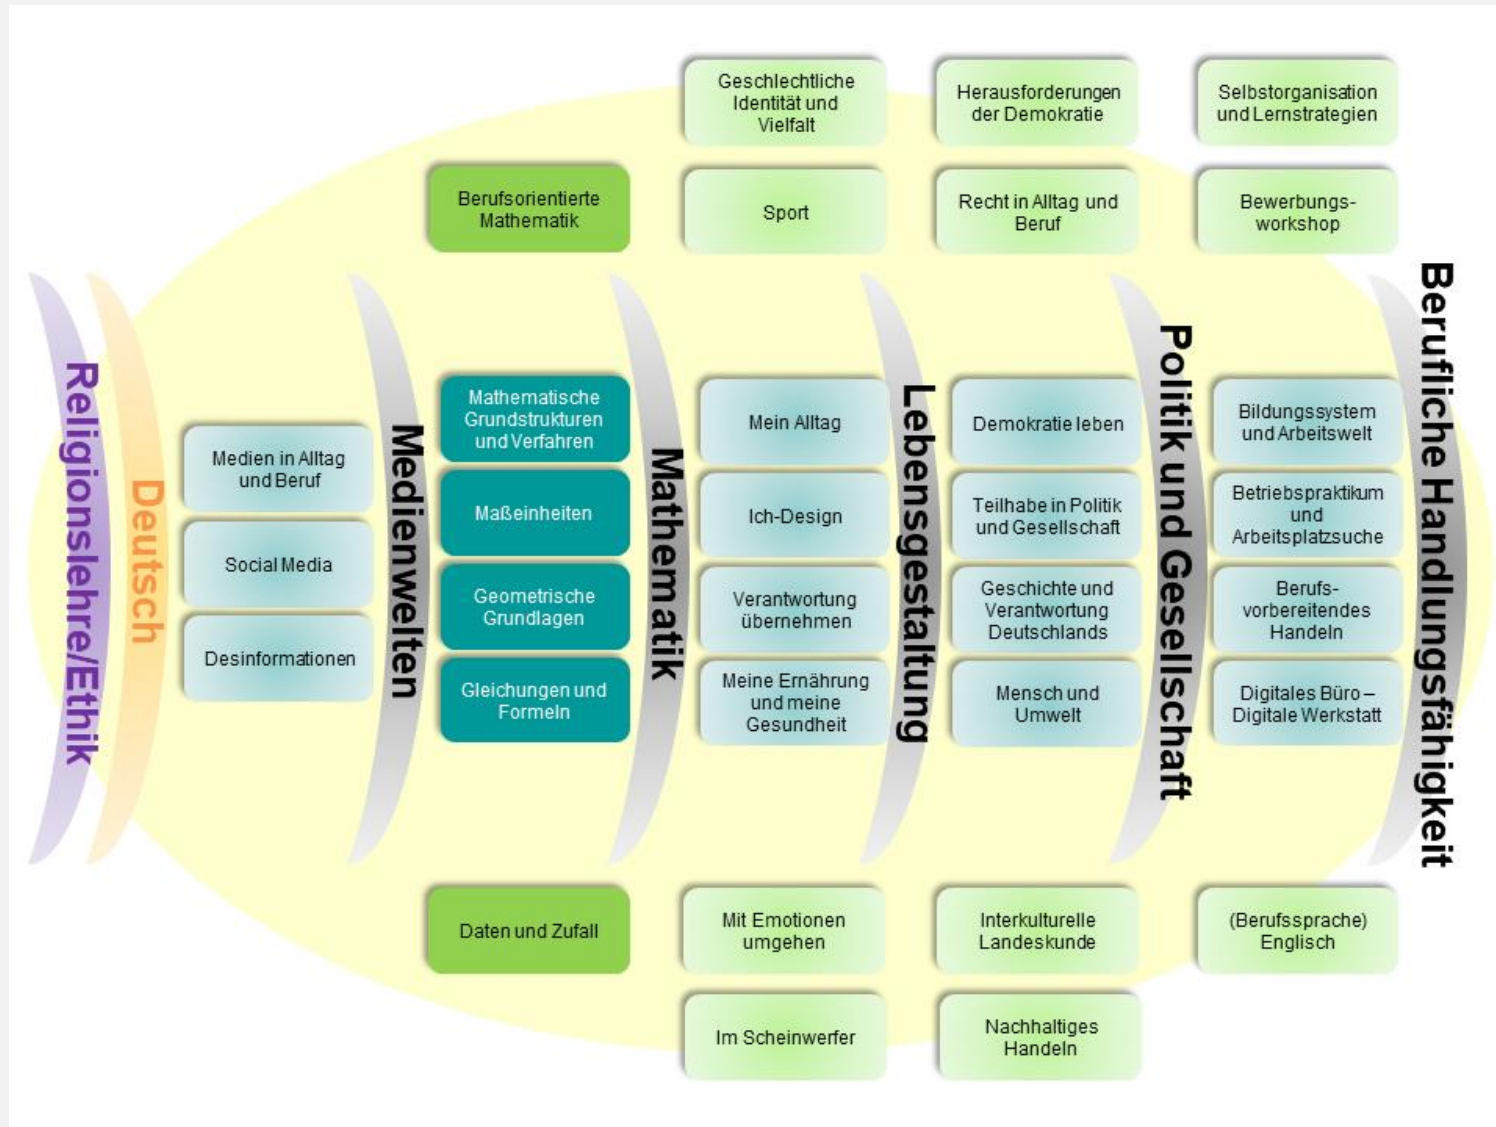 Geschlechtliche
Identität und
Vielfalt
Herausforderungen
der Demokratie
Selbstorganisation
und Lernstrategien
Berufsorientierte
Mathematik
Sport
Recht in Alltag und
Beruf
Bewerbungs-
workshop
Religionslehre/Ethik
Deutsch
Medien in Alltag
und Beruf
Social Media
Desinformationen
Medienwelten
Mathematische
Grundstrukturen
und Verfahren
Maßeinheiten
Geometrische
Grundlagen
Gleichungen und
Formeln
Mathematik
Mein Alltag
Ich-Design
Verantwortung
übernehmen
Meine Ernährung
und meine
Gesundheit
Lebensgestaltung
Demokratie leben
Teilhabe in Politik
und Gesellschaft
Geschichte und
Verantwortung
Deutschlands
Mensch und
Umwelt
Politik und Gesellschaft
Bildungssystem
und Arbeitswelt
Betriebspraktikum
und
Arbeitsplatzsuche
Berufs-
vorbereitendes
Handeln
Digitales Büro –
Digitale Werkstatt
Berufliche Handlungsfähigkeit
Daten und Zufall
Mit Emotionen
umgehen
Interkulturelle
Landeskunde
(Berufssprache)
Englisch
Im Scheinwerfer
Nachhaltiges
Handeln